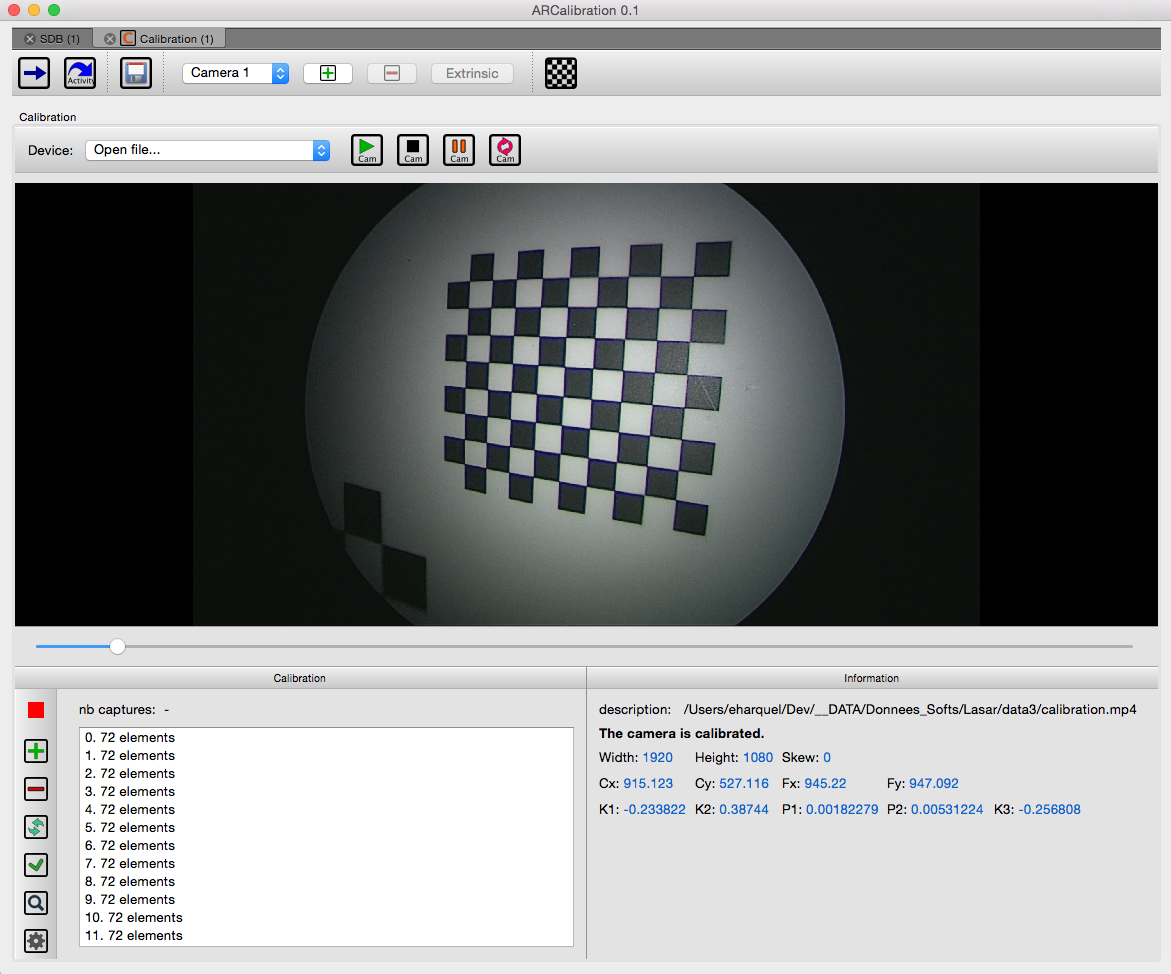 ARCalibration 0.1
SDB (1)
C Calibration (1)
Activity
Camera 1
Extrinsic
Calibration
Device: Open file...
Cam Cam Cam Cam
Calibration
Information
nb captures: -
0. 72 elements
1. 72 elements
2. 72 elements
3. 72 elements
4. 72 elements
5. 72 elements
6. 72 elements
7. 72 elements
8. 72 elements
9. 72 elements
10. 72 elements
11. 72 elements
description: /Users/eharquel/Dev/__DATA/Donnees_Softs/Lasar/data3/calibration.mp4
The camera is calibrated.
Width: 1920 Height: 1080 Skew: 0
Cx: 915.123 Cy: 527.116 Fx: 945.22 Fy: 947.092
K1: -0.233822 K2: 0.38744 P1: 0.00182279 P2: 0.00531224 K3: -0.256808